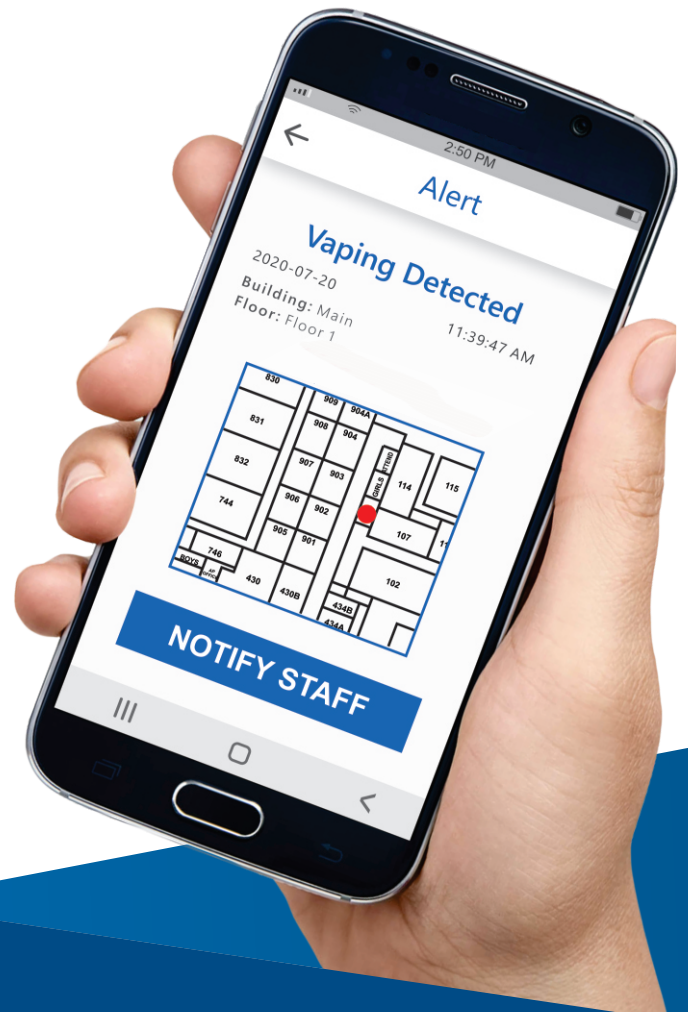 2:50 PM
Alert
Vaping Detected
2020-07-20 11:39:47 AM
Building: Main
Floor: Floor 1
830
909 904A
831
908 904
832
907 903
GIRLS
114
115
744
906 902
905 901
107
746
BOYS
430
430B
102
434B
434A
NOTIFY STAFF